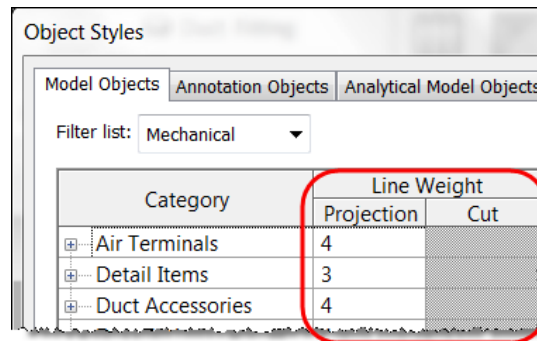 Object Styles
Model Objects Annotation Objects Analytical Model Objects
Filter list: Mechanical
Category Line Weight
Projection Cut
Air Terminals 4
Detail Items 3
Duct Accessories 4